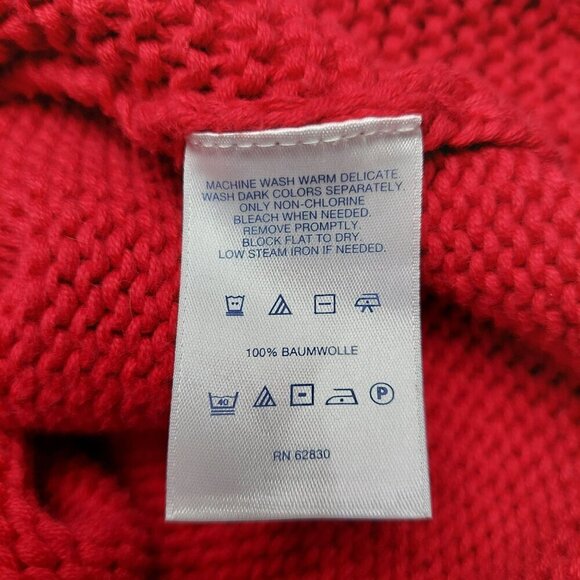 MACHINE WASH WARM DELICATE.
WASH DARK COLORS SEPARATELY.
ONLY NON-CHLORINE
BLEACH WHEN NEEDED.
REMOVE PROMPTLY.
BLOCK FLAT TO DRY.
LOW STEAM IRON IF NEEDED.
100% BAUMWOLLE
40 P
RN 62830